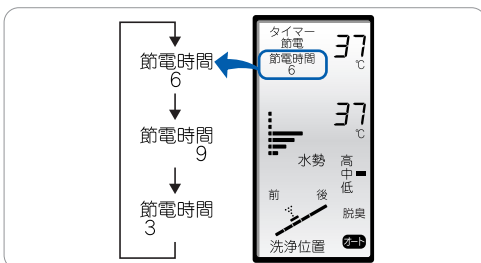 節電時間
6
節電時間
9
節電時間
3
タイマー
節電
節電時間
6
37
℃
37
℃
水勢
高
中
低
前
後
脱臭
洗浄位置
オート